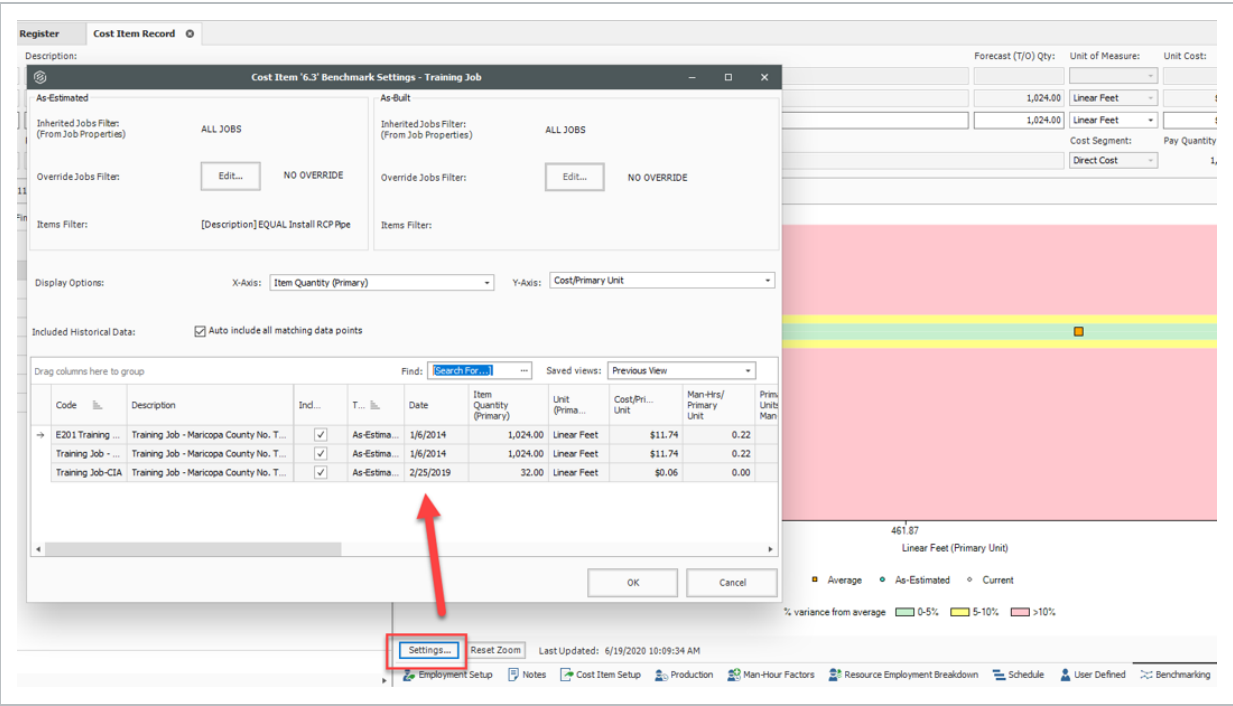 Register Cost Item Record
Description: Forecast (T/O) Qty: Unit of Measure: Unit Cost:
Cost Item '6.3' Benchmark Settings - Training Job
As-Estimated As-Built
1,024.00 Linear Feet
Inherited Jobs Filter: ALL JOBS Inherited Jobs Filter: ALL JOBS
(From Job Properties) (From Job Properties)
1,024.00 Linear Feet
Cost Segment: Pay Quantity
Direct Cost 1,
Override Jobs Filter: Edit... NO OVERRIDE Override Jobs Filter: Edit... NO OVERRIDE
11
Fin
Items Filter: [Description] EQUAL Install RCP Pipe Items Filter:
Display Options: X-Axis: Item Quantity (Primary) Y-Axis: Cost/Primary Unit
Included Historical Data: Auto include all matching data points
Drag columns here to group Find: [Search For...] ... Saved views: Previous View
Code Description Ind... T... Date Item Quantity (Primary) Unit (Prima... Cost/Pri... Unit Man-Hrs/ Primary Unit Prim Units Man-
E201 Training ... Training Job - Maricopa County No. T... As-Estima... 1/6/2014 1,024.00 Linear Feet $11.74 0.22
Training Job - ... Training Job - Maricopa County No. T... As-Estima... 1/6/2014 1,024.00 Linear Feet $11.74 0.22
Training Job-CIA Training Job - Maricopa County No. T... As-Estima... 2/25/2019 32.00 Linear Feet $0.06 0.00
461.87
Linear Feet (Primary Unit)
OK Cancel
Average As-Estimated Current
% variance from average 0-5% 5-10% >10%
Settings... Reset Zoom Last Updated: 6/19/2020 10:09:34 AM
Employment Setup Notes Cost Item Setup Production Man-Hour Factors Resource Employment Breakdown Schedule User Defined Benchmarking